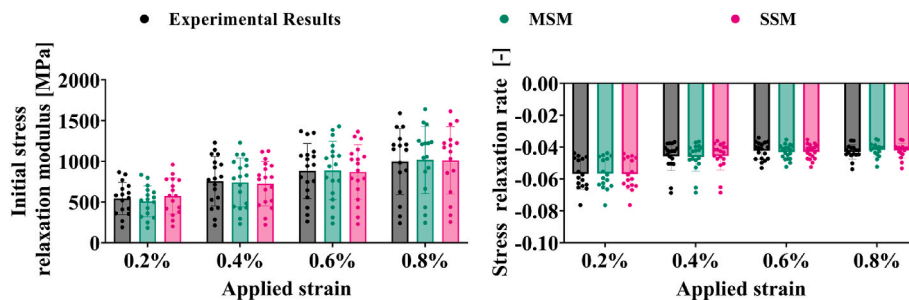 Experimental Results
MSM
SSM
Initial stress
relaxation modulus [MPa]
2000
1500
1000
500
0
0.2%
0.4%
0.6%
0.8%
Applied strain
Stress relaxation rate [-]
0.00
-0.02
-0.04
-0.06
-0.08
-0.10
0.2%
0.4%
0.6%
0.8%
Applied strain